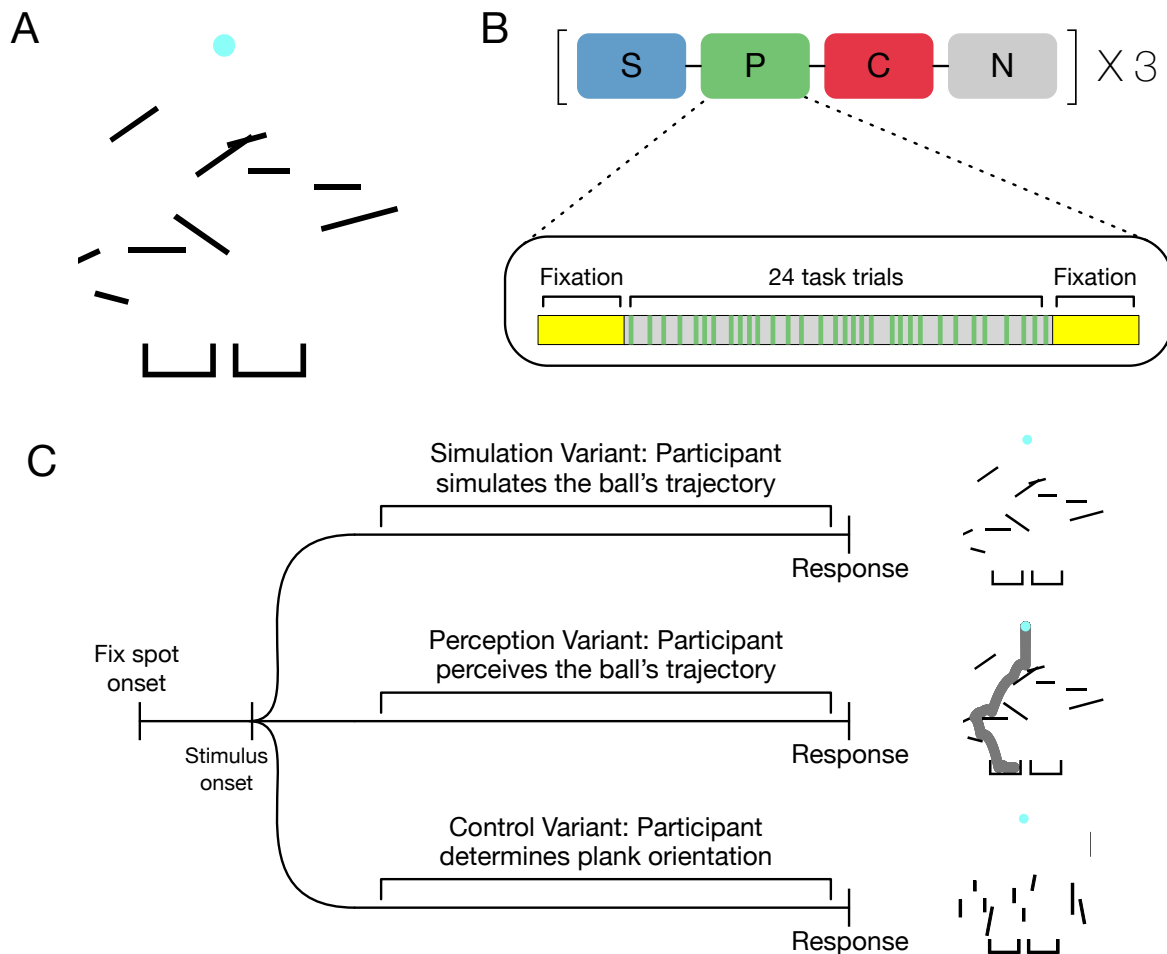 A
B
S
P
C
N
X 3
Fixation
24 task trials
Fixation
C
Simulation Variant: Participant
simulates the ball's trajectory
Response
Fix spot
onset
Stimulus
onset
Perception Variant: Participant
perceives the ball's trajectory
Response
Control Variant: Participant
determines plank orientation
Response